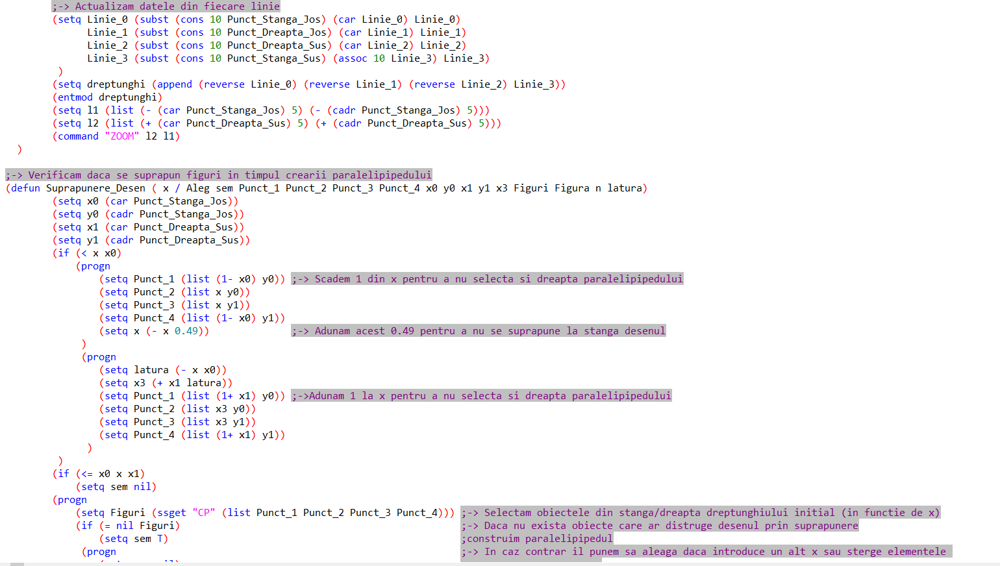 ;-> Actualizam datele din fiecare linie
(setq Linie_0 (subst (cons 10 Punct_Stanga_Jos) (car Linie_0) Linie_0)
Linie_1 (subst (cons 10 Punct_Dreapta_Jos) (car Linie_1) Linie_1)
Linie_2 (subst (cons 10 Punct_Dreapta_Sus) (car Linie_2) Linie_2)
Linie_3 (subst (cons 10 Punct_Stanga_Sus) (assoc 10 Linie_3) Linie_3)
)
(setq dreptunghi (append (reverse Linie_0) (reverse Linie_1) (reverse Linie_2) Linie_3))
(entmod dreptunghi)
(setq l1 (list (- (car Punct_Stanga_Jos) 5) (- (cadr Punct_Stanga_Jos) 5)))
(setq l2 (list (+ (car Punct_Dreapta_Sus) 5) (+ (cadr Punct_Dreapta_Sus) 5)))
(command "ZOOM" l2 l1)
)
;-> Verificam daca se suprapun figuri in timpul crearii paralelipipedului
(defun Suprapunere_Desen ( x / Aleg sem Punct_1 Punct_2 Punct_3 Punct_4 x0 y0 x1 y1 x3 Figuri Figura n latura)
(setq x0 (car Punct_Stanga_Jos))
(setq y0 (cadr Punct_Stanga_Jos))
(setq x1 (car Punct_Dreapta_Sus))
(setq y1 (cadr Punct_Dreapta_Sus))
(if (< x x0)
(progn
(setq Punct_1 (list (1- x0) y0)) ;-> Scadem 1 din x pentru a nu selecta si dreapta paralelipipedului
(setq Punct_2 (list x y0))
(setq Punct_3 (list x y1))
(setq Punct_4 (list (1- x0) y1))
(setq x (- x 0.49)) ;-> Adunam acest 0.49 pentru a nu se suprapune la stanga desenul
)
(progn
(setq latura (- x x0))
(setq x3 (+ x1 latura))
(setq Punct_1 (list (1+ x1) y0)) ;->Adunam 1 la x pentru a nu selecta si dreapta paralelipipedului
(setq Punct_2 (list x3 y0))
(setq Punct_3 (list x3 y1))
(setq Punct_4 (list (1+ x1) y1))
)
)
(if (<= x0 x x1)
(setq sem nil)
(progn
(setq Figuri (ssget "CP" (list Punct_1 Punct_2 Punct_3 Punct_4))) ;-> Selectam obiectele din stanga/dreapta dreptunghiului initial (in functie de x)
(if (= nil Figuri) ;-> Daca nu exista obiecte care ar distruge desenul prin suprapunere
(setq sem T) ;construim paralelipipedul
(progn ;-> In caz contrar il punem sa aleaga daca introduce un alt x sau sterge elementele